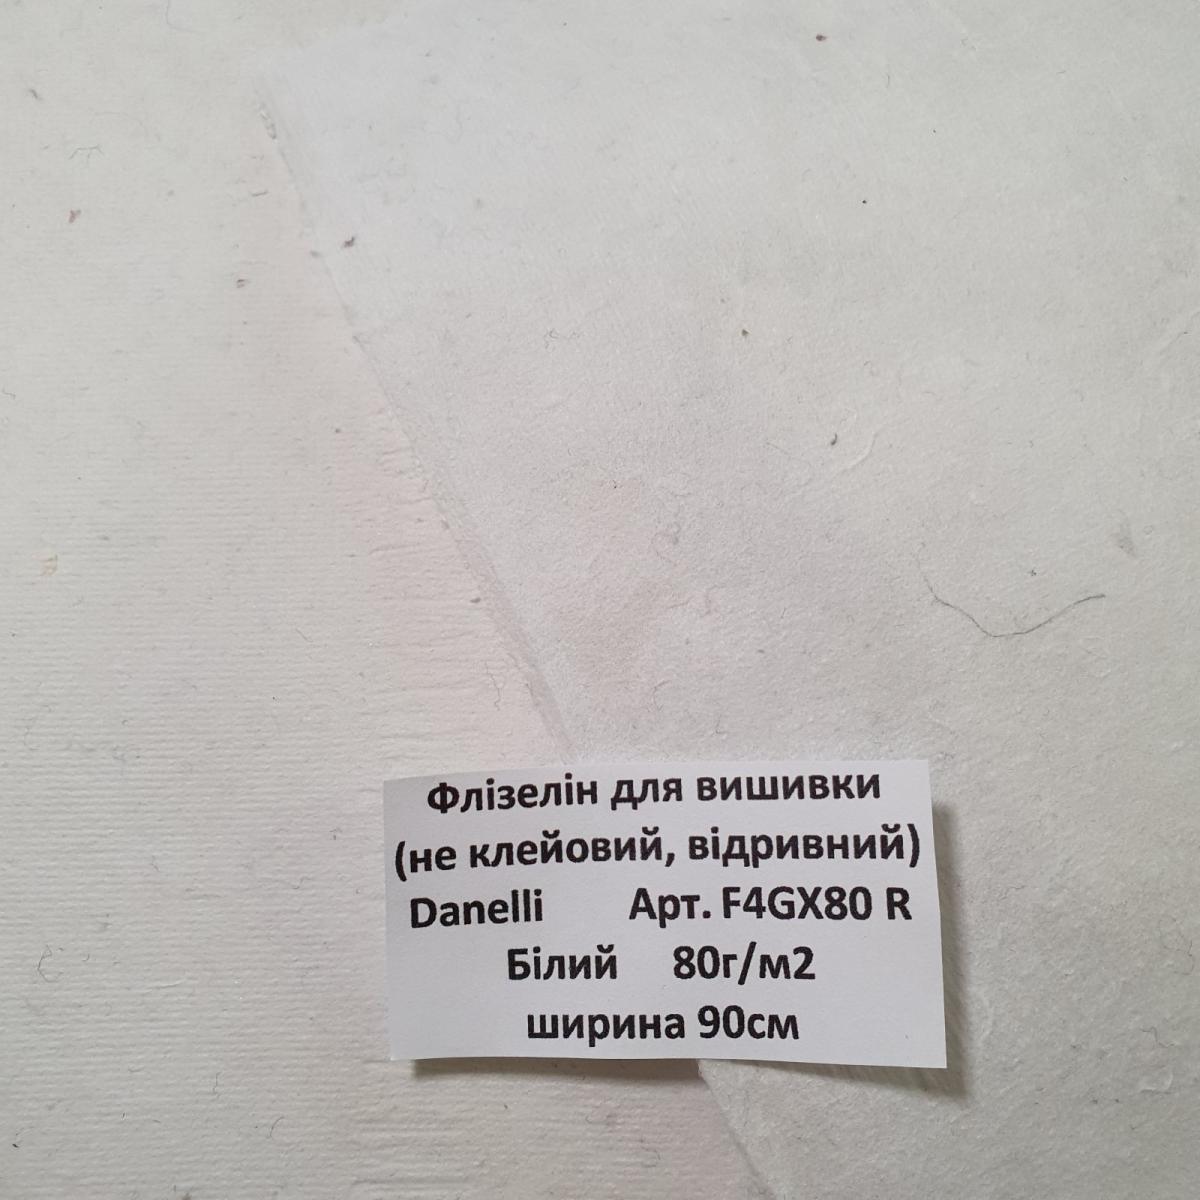 Флізелін для вишивки
(не клейовий, відривний)
Danelli Арт. F4GX80 R
Білий 80г/м2
ширина 90см